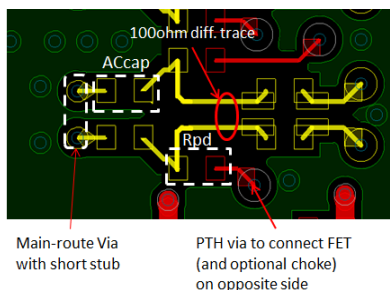 100ohm diff. trace
ACcap
Rpd
Main-route Via
with short stub
PTH via to connect FET
(and optional choke)
on opposite side